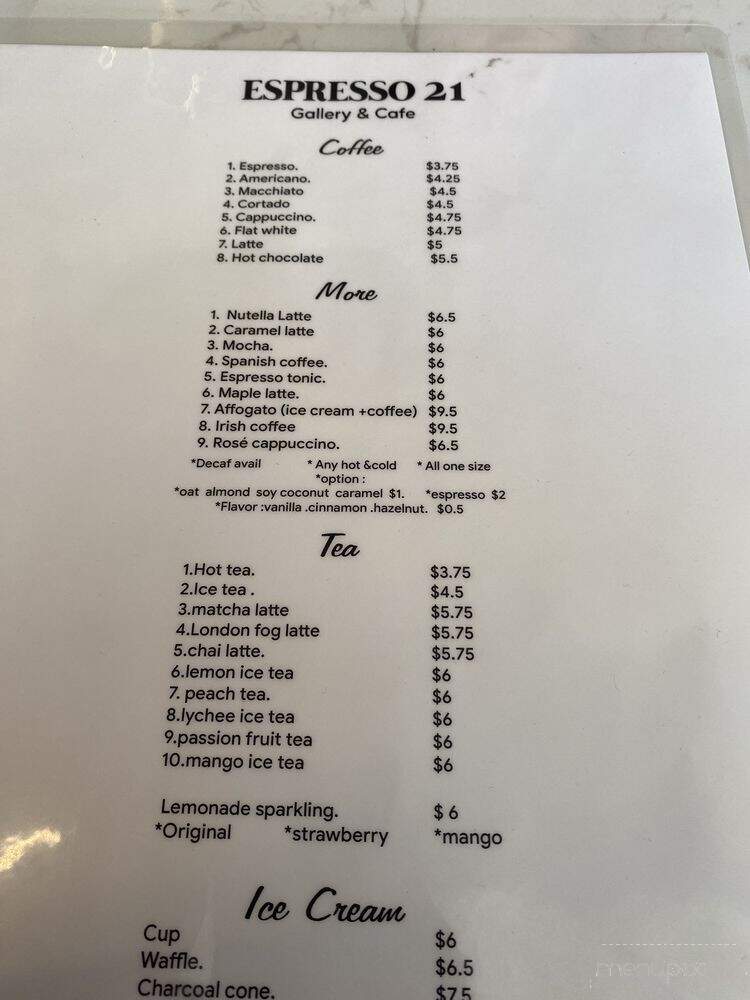 ESPRESSO 21
Gallery & Cafe
Coffee
1. Espresso. $3.75
2. Americano. $4.25
3. Macchiato $4.5
4. Cortado $4.5
5. Cappuccino. $4.75
6. Flat white $4.75
7. Latte $5
8. Hot chocolate $5.5
More
1. Nutella Latte $6.5
2. Caramel latte $6
3. Mocha. $6
4. Spanish coffee. $6
5. Espresso tonic. $6
6. Maple latte. $6
7. Affogato (ice cream +coffee) $9.5
8. Irish coffee $9.5
9. Rosé cappuccino. $6.5
*Decaf avail * Any hot &cold * All one size
*option :
*oat almond soy coconut caramel $1. *espresso $2
*Flavor :vanilla .cinnamon .hazelnut. $0.5
Tea
1.Hot tea. $3.75
2.Ice tea . $4.5
3.matcha latte $5.75
4.London fog latte $5.75
5.chai latte. $5.75
6.lemon ice tea $6
7. peach tea. $6
8.lychee ice tea $6
9.passion fruit tea $6
10.mango ice tea $6
Lemonade sparkling. $ 6
*Original *strawberry *mango
Ice Cream
Cup $6
Waffle. $6.5
Charcoal cone. $7.5
menupix